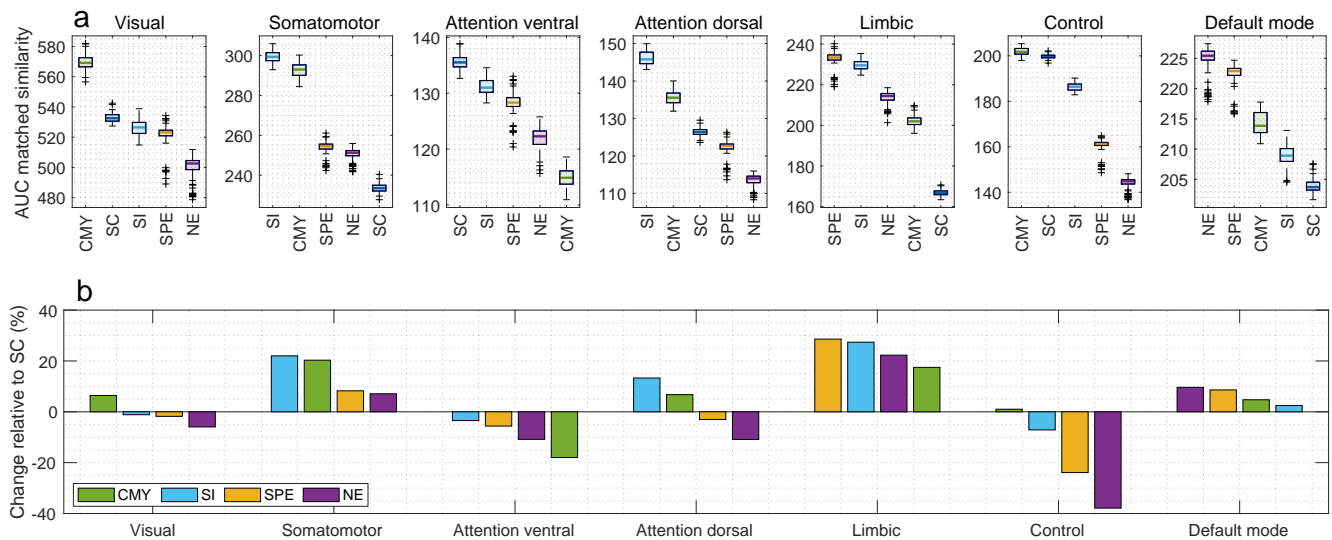 a
Visual
Somatomotor
Attention ventral
Attention dorsal
Limbic
Control
Default mode
AUC matched similarity
580
560
540
520
500
480
CMY
SC
SI
SPE
NE
300
280
260
240
SI
CMY
SPE
NE
SC
140
130
120
110
SC
SI
SPE
NE
CMY
150
140
130
120
110
SI
CMY
SC
SPE
NE
240
220
200
180
160
SPE
SI
NE
CMY
SC
200
180
160
140
CMY
SC
SI
SPE
NE
225
220
215
210
205
NE
SPE
CMY
SI
SC
b
Change relative to SC (%)
40
20
0
-20
-40
CMY SI SPE NE
Visual Somatomotor Attention ventral Attention dorsal Limbic Control Default mode